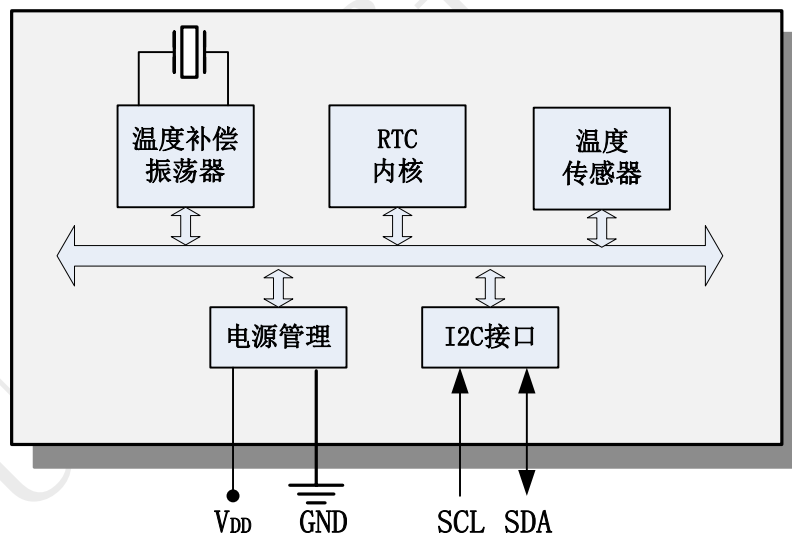 温度补偿
振荡器
RTC
内核
温度
传感器
电源管理
I2C接口
VDD
GND
SCL
SDA